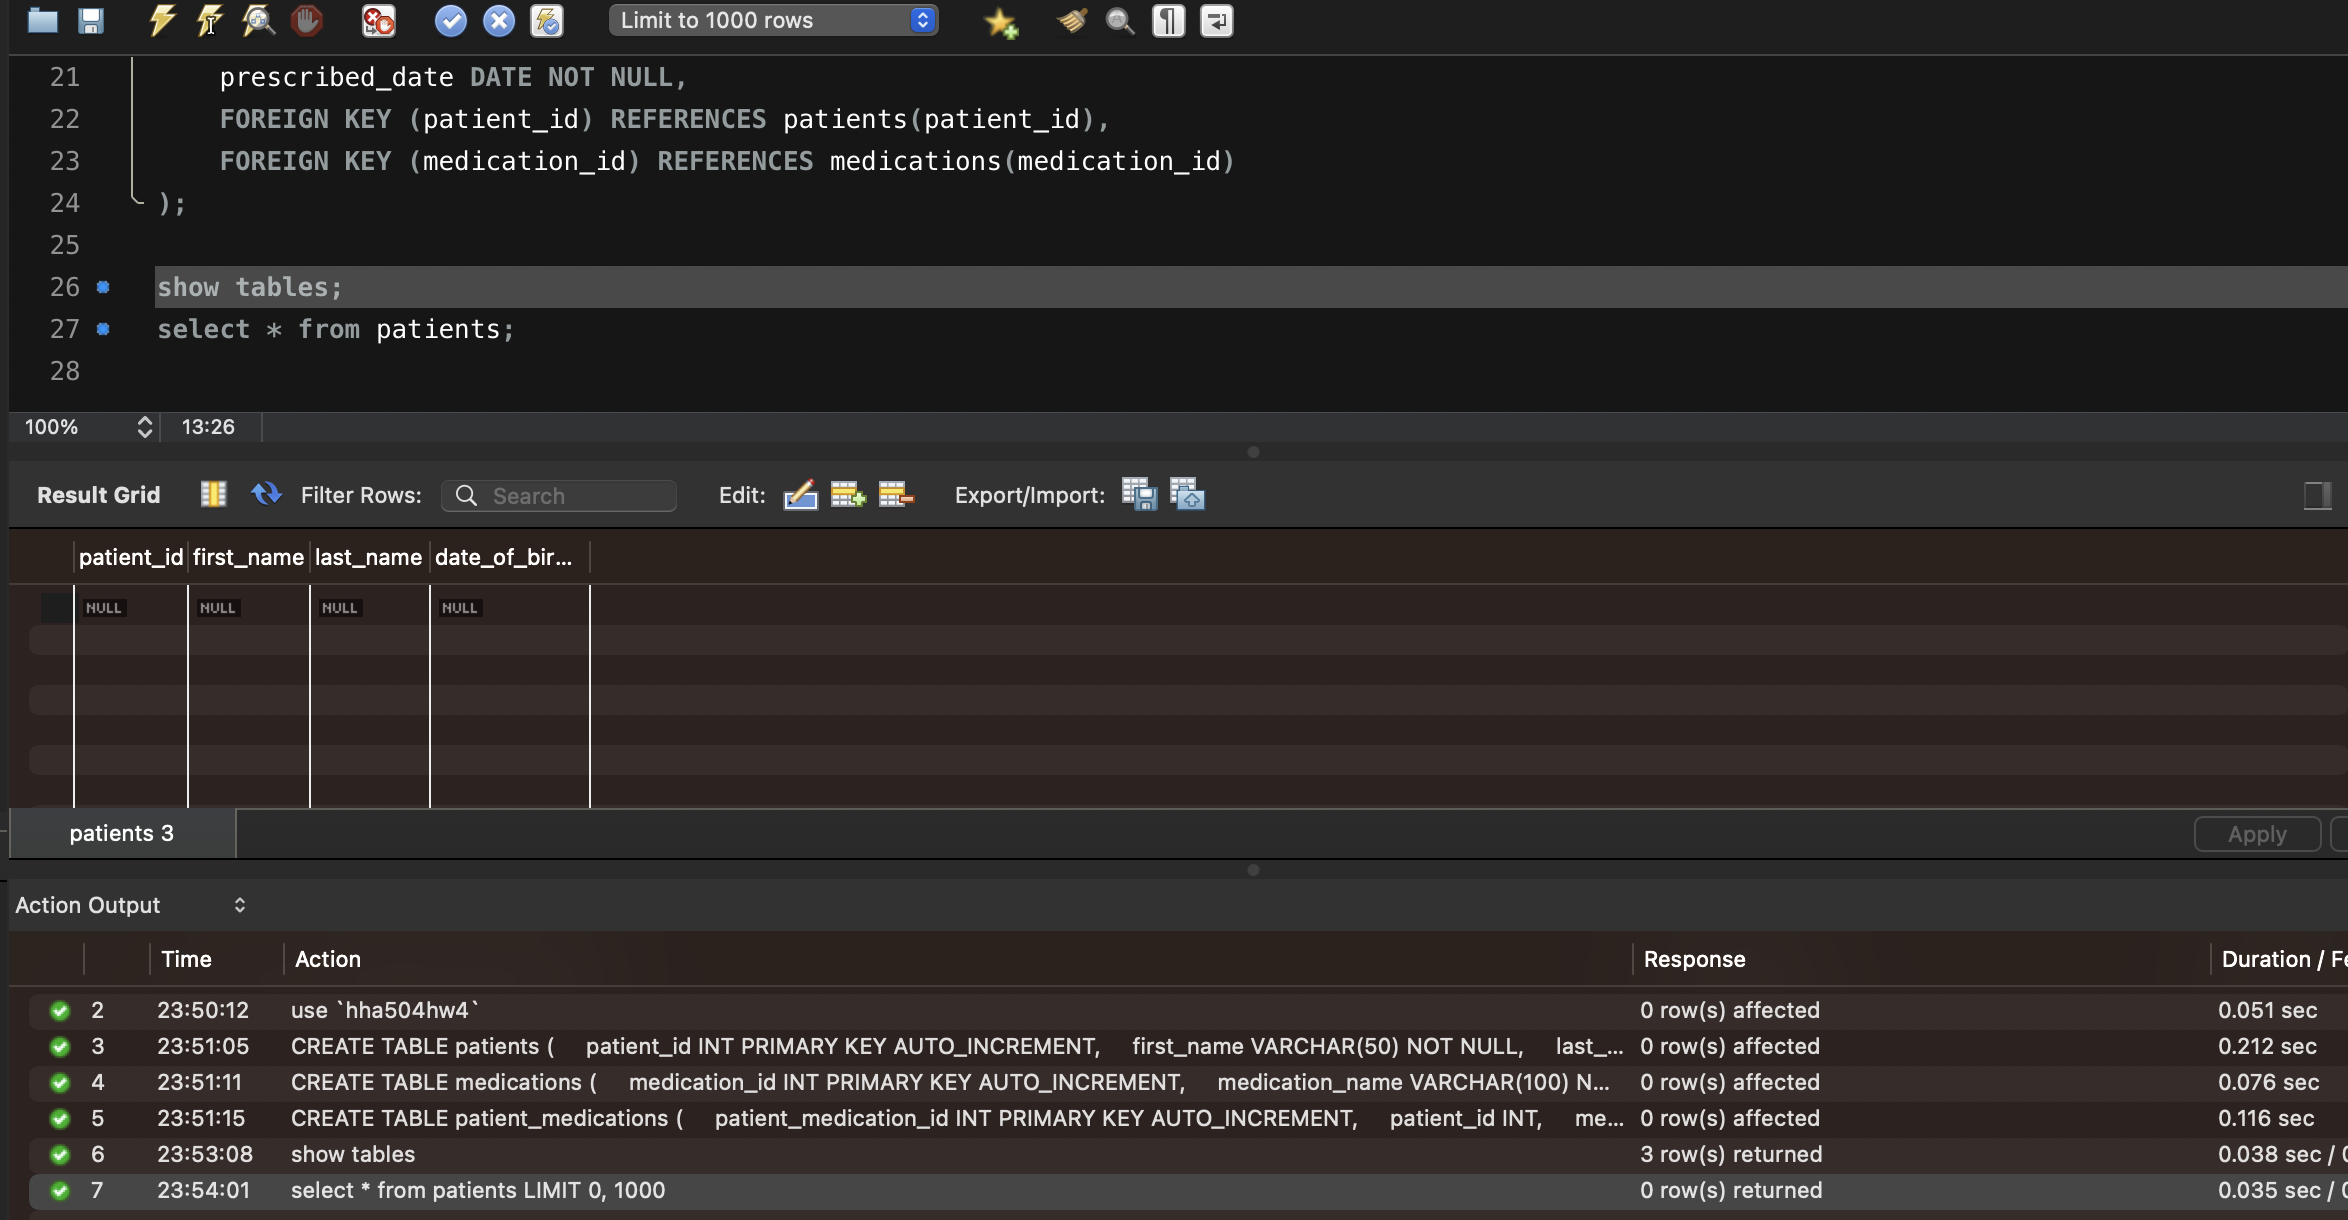 Limit to 1000 rows
21 prescribed_date DATE NOT NULL,
22 FOREIGN KEY (patient_id) REFERENCES patients(patient_id),
23 FOREIGN KEY (medication_id) REFERENCES medications(medication_id)
24 );
25
26 show tables;
27 select * from patients;
28
100% 13:26
Result Grid Filter Rows: Search Edit: Export/Import:
patient_id first_name last_name date_of_bir...
NULL NULL NULL NULL
patients 3 Apply
Action Output
Time Action Response Duration / Fe
2 23:50:12 use `hha504hw4` 0 row(s) affected 0.051 sec
3 23:51:05 CREATE TABLE patients ( patient_id INT PRIMARY KEY AUTO_INCREMENT, first_name VARCHAR(50) NOT NULL, last_... 0 row(s) affected 0.212 sec
4 23:51:11 CREATE TABLE medications ( medication_id INT PRIMARY KEY AUTO_INCREMENT, medication_name VARCHAR(100) N... 0 row(s) affected 0.076 sec
5 23:51:15 CREATE TABLE patient_medications ( patient_medication_id INT PRIMARY KEY AUTO_INCREMENT, patient_id INT, me... 0 row(s) affected 0.116 sec
6 23:53:08 show tables 3 row(s) returned 0.038 sec / 0
7 23:54:01 select * from patients LIMIT 0, 1000 0 row(s) returned 0.035 sec / 0